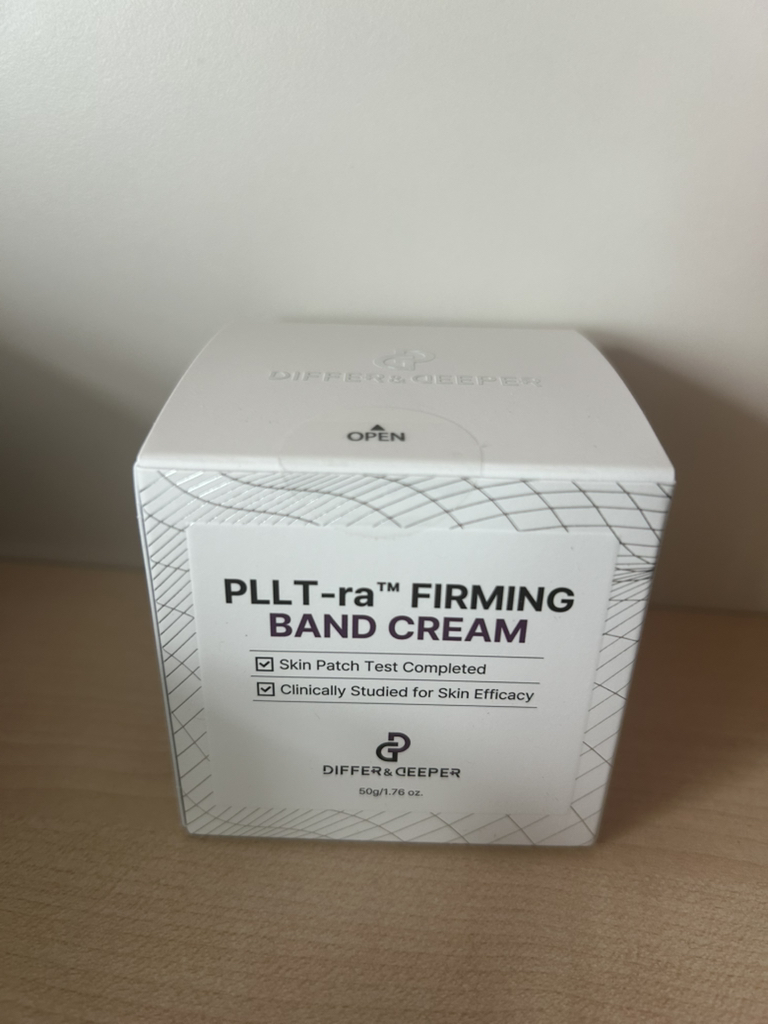 DIFFER & DEEPER
OPEN
PLLT-ra™ FIRMING
BAND CREAM
Skin Patch Test Completed
Clinically Studied for Skin Efficacy
DIFFER & DEEPER
50g/1.76 oz.